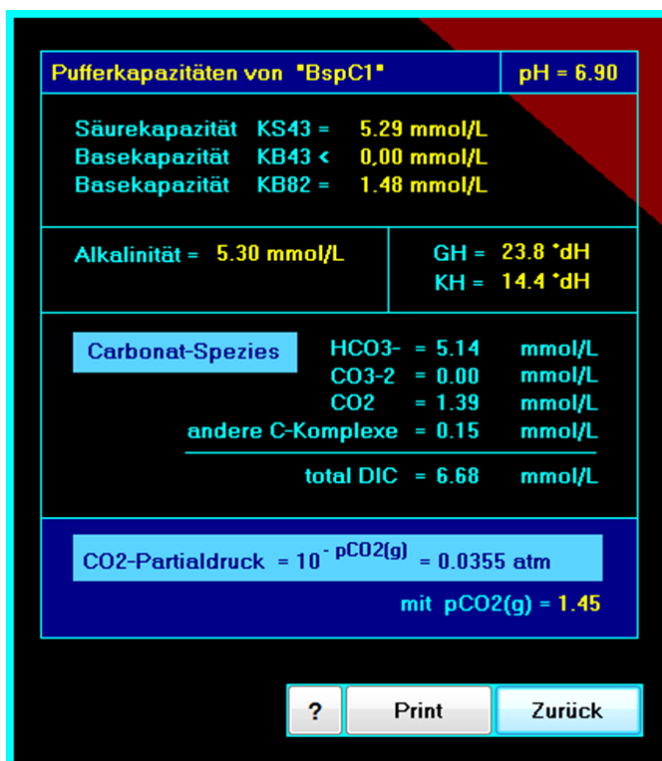 Pufferkapazitäten von "BspC1" pH = 6.90
Säurekapazität KS43 = 5.29 mmol/L
Basekapazität KB43 < 0,00 mmol/L
Basekapazität KB82 = 1.48 mmol/L
Alkalinität = 5.30 mmol/L GH = 23.8 °dH
KH = 14.4 °dH
Carbonat-Spezies HCO3- = 5.14 mmol/L
CO3-2 = 0.00 mmol/L
CO2 = 1.39 mmol/L
andere C-Komplexe = 0.15 mmol/L
total DIC = 6.68 mmol/L
CO2-Partialdruck = 10^- pCO2(g) = 0.0355 atm
mit pCO2(g) = 1.45
? Print Zurück